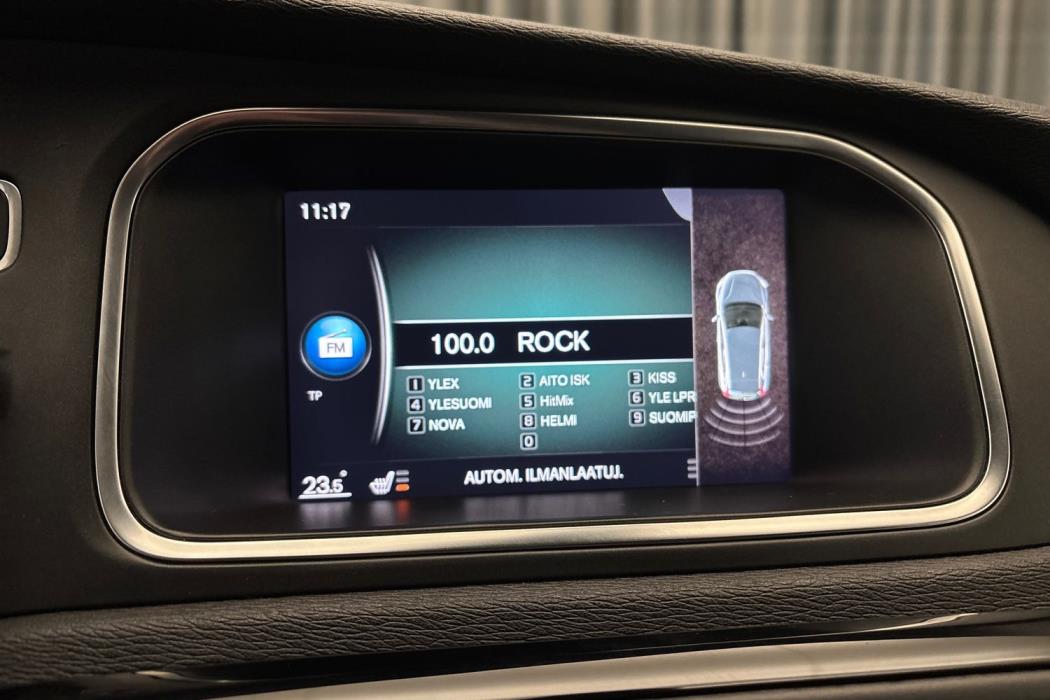 11:17
100.0 ROCK
FM
TP
1 YLEX 2 AITO ISK 3 KISS
4 YLESUOMI 5 HitMix 6 YLE LPR
7 NOVA 8 HELMI 9 SUOMIP
0
23.5° AUTOM. ILMANLAATUJ.